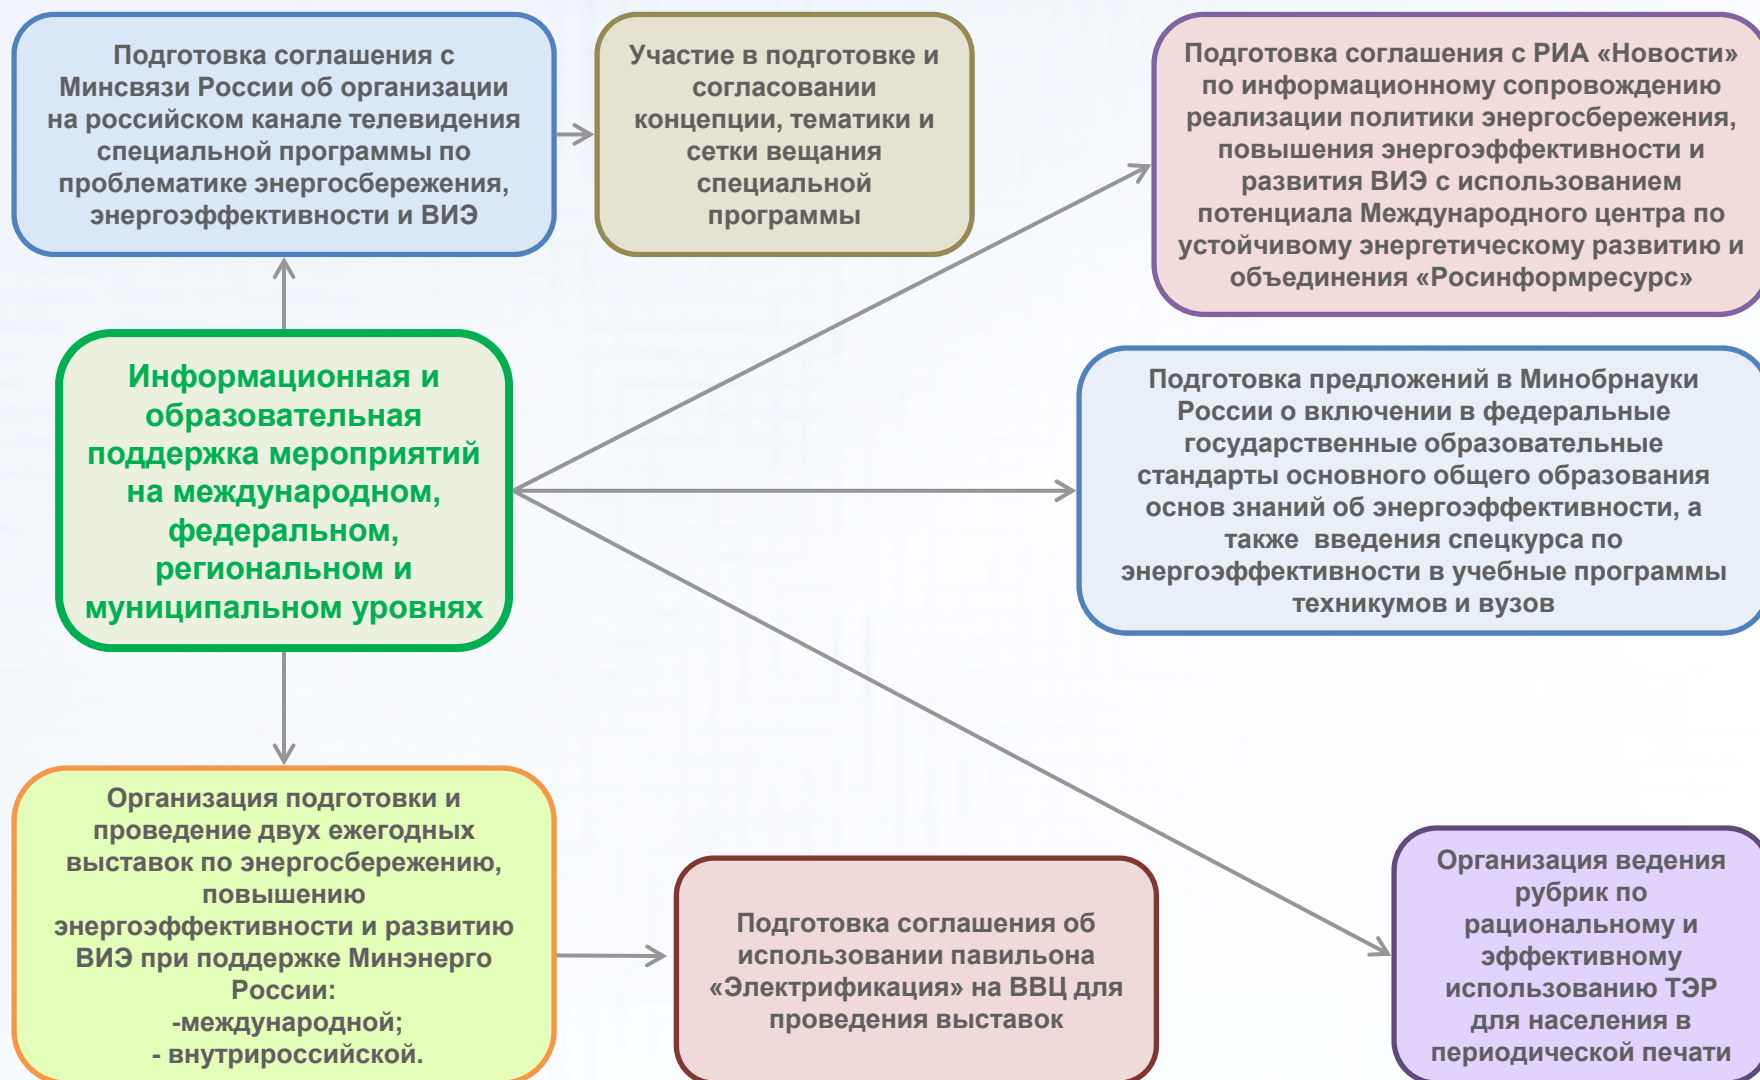 Подготовка соглашения с
Минсвязи России об организации
на российском канале телевидения
специальной программы по
проблематике энергосбережения,
энергоэффективности и ВИЭ
Участие в подготовке и
согласовании
концепции, тематики и
сетки вещания
специальной
программы
Подготовка соглашения с РИА «Новости»
по информационному сопровождению
реализации политики энергосбережения,
повышения энергоэффективности и
развития ВИЭ с использованием
потенциала Международного центра по
устойчивому энергетическому развитию и
объединения «Росинформресурс»
Информационная и
образовательная
поддержка мероприятий
на международном,
федеральном,
региональном и
муниципальном уровнях
Подготовка предложений в Минобрнауки
России о включении в федеральные
государственные образовательные
стандарты основного общего образования
основ знаний об энергоэффективности, а
также  введения спецкурса по
энергоэффективности в учебные программы
техникумов и вузов
Организация подготовки и
проведение двух ежегодных
выставок по энергосбережению,
повышению
энергоэффективности и развитию
ВИЭ при поддержке Минэнерго
России:
-международной;
- внутрироссийской.
Подготовка соглашения об
использовании павильона
«Электрификация» на ВВЦ для
проведения выставок
Организация ведения
рубрик по
рациональному и
эффективному
использованию ТЭР
для населения в
периодической печати